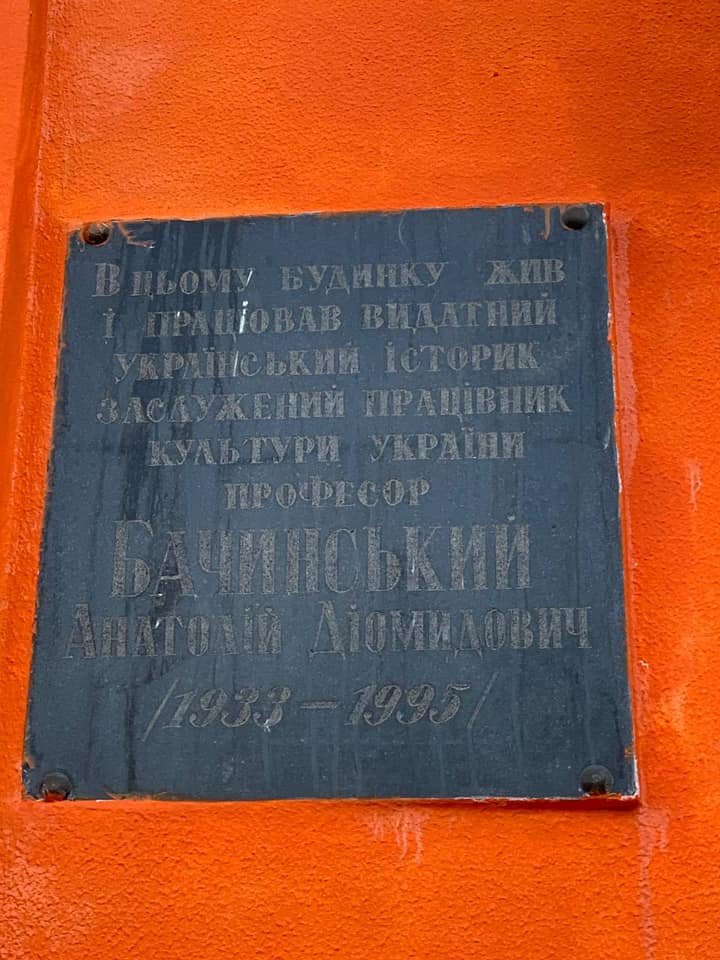 В ЦЬОМУ БУДИНКУ ЖИВ
І ПРАЦЮВАВ ВИДАТНИЙ
УКРАЇНСЬКИЙ ІСТОРИК
ЗАСЛУЖЕНИЙ ПРАЦІВНИК
КУЛЬТУРИ УКРАЇНИ
ПРОФЕСОР
БАЧИНСЬКИЙ
АНАТОЛІЙ ДІОМИДОВИЧ
/1933 – 1995/